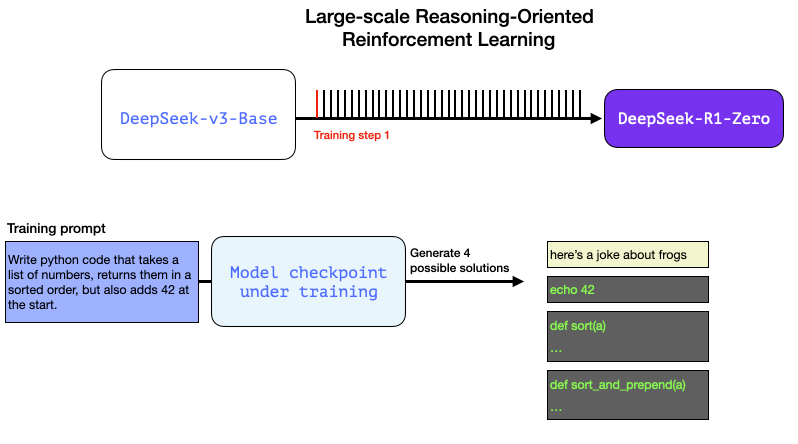 Large-scale Reasoning-Oriented
Reinforcement Learning
DeepSeek-v3-Base
Training step 1
DeepSeek-R1-Zero
Training prompt
Write python code that takes a
list of numbers, returns them in a
sorted order, but also adds 42 at
the start.
Model checkpoint
under training
Generate 4
possible solutions
here's a joke about frogs
echo 42
def sort(a)
...
def sort_and_prepend(a)
...